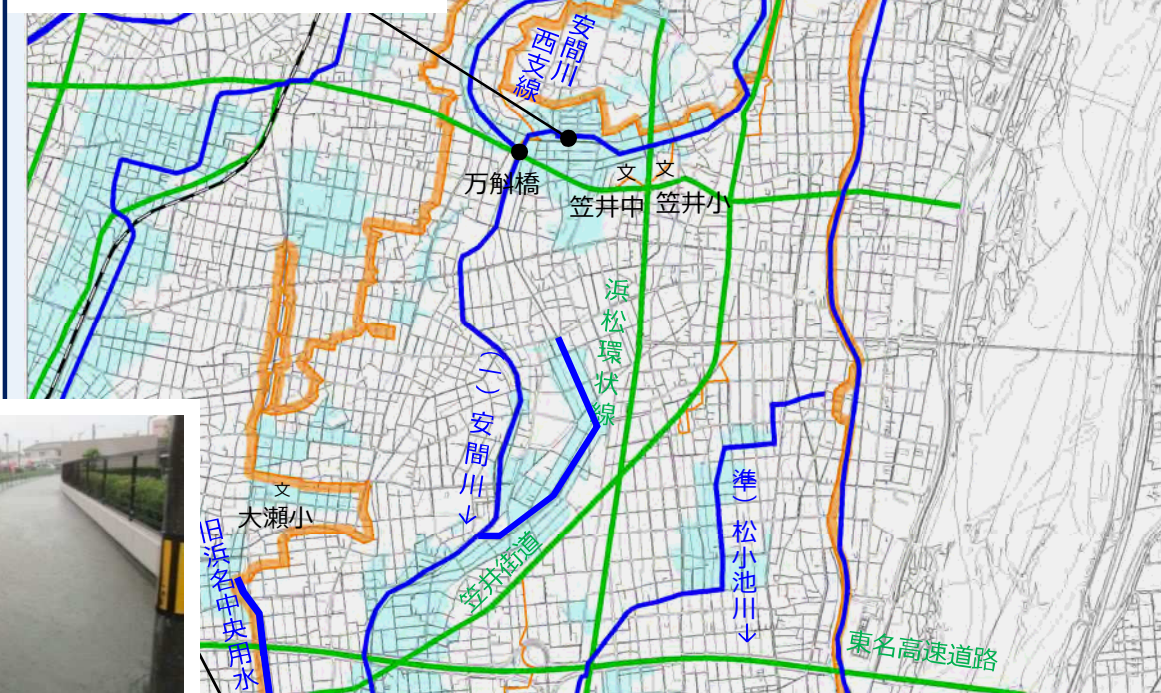 安間川
西支線
万斛橋
文
文
笠井中
笠井小
浜松環状線
(一)安間川↓
準)松小池川↓
文
大瀬小
笠井街道
旧浜名中央用水
東名高速道路